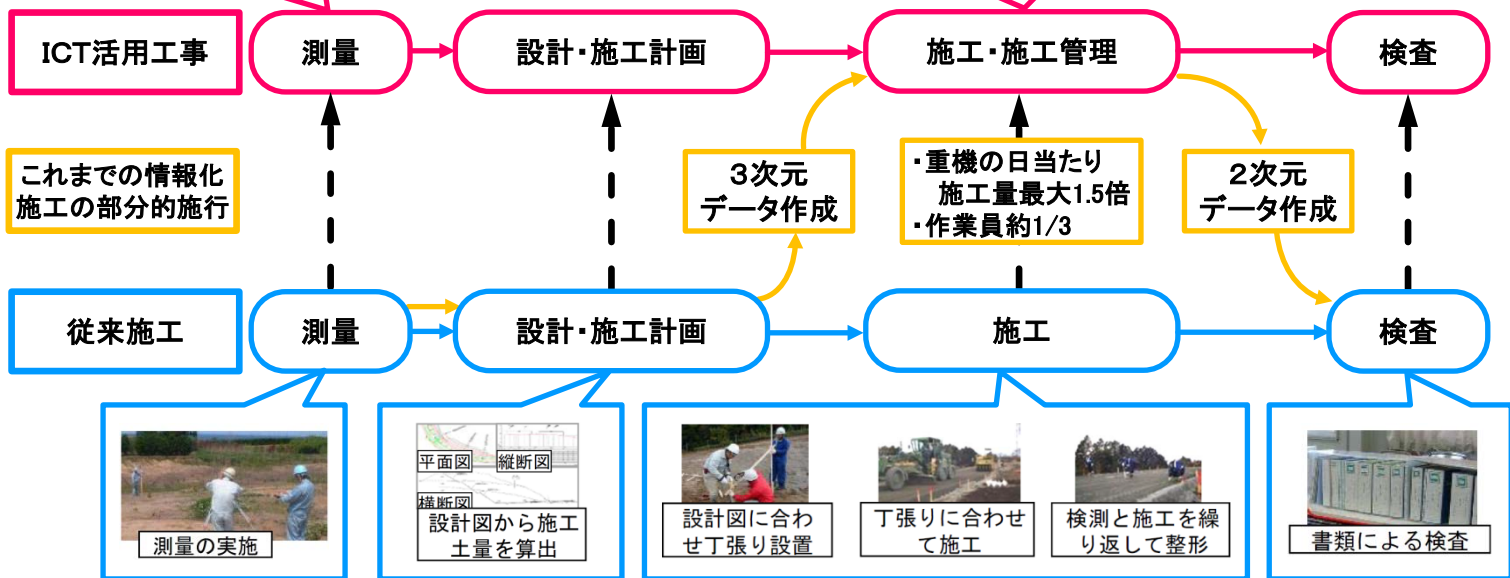 ICT活用工事
測量
設計・施工計画
施工・施工管理
検査
これまでの情報化
施工の部分的施行
3次元
データ作成
・重機の日当たり
施工量最大1.5倍
・作業員約1/3
2次元
データ作成
従来施工
測量
設計・施工計画
施工
検査
測量の実施
平面図
縦断図
横断図
設計図から施工
土量を算出
設計図に合わ
せ丁張り設置
丁張りに合わせ
て施工
検測と施工を繰
り返して整形
書類による検査